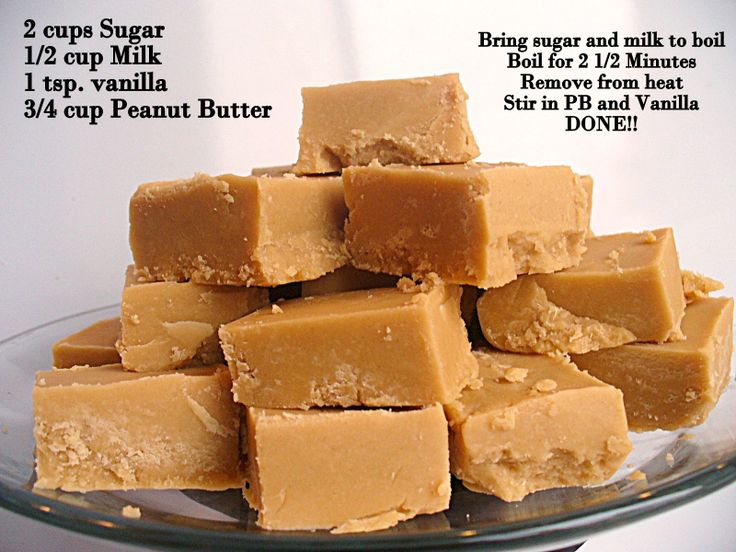 2 cups Sugar
1/2 cup Milk
1 tsp. vanilla
3/4 cup Peanut Butter
Bring sugar and milk to boil
Boil for 2 1/2 Minutes
Remove from heat
Stir in PB and Vanilla
DONE!!